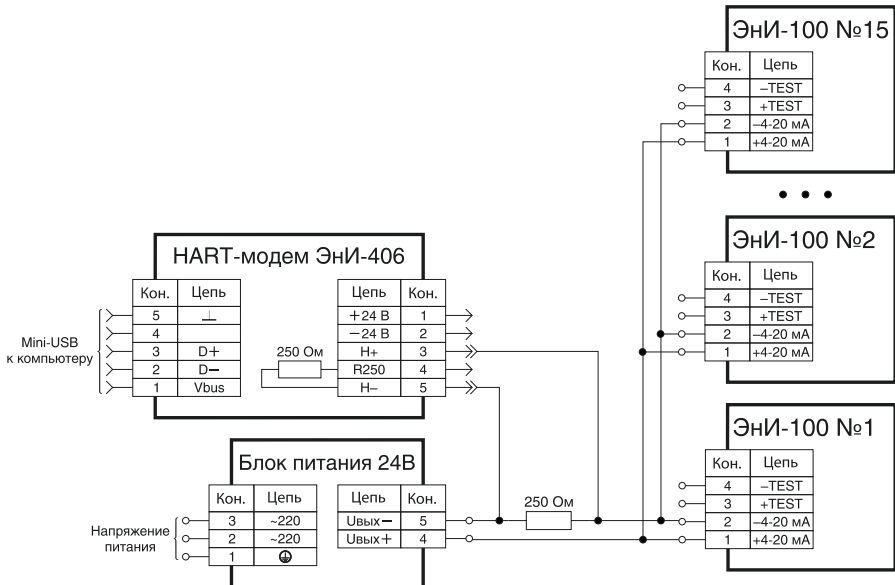 ЭнИ-100 №15
Кон. Цепь
4 –TEST
3 +TEST
2 –4-20 мА
1 +4-20 мА
• • •
ЭнИ-100 №2
Кон. Цепь
4 –TEST
3 +TEST
2 –4-20 мА
1 +4-20 мА
HART-модем ЭнИ-406
Кон. Цепь
5 ⊥
4
3 D+
2 D–
1 Vbus
Mini-USB
к компьютеру
250 Ом
Цепь Кон.
+24 В 1
–24 В 2
H+ 3
R250 4
H– 5
ЭнИ-100 №1
Кон. Цепь
4 –TEST
3 +TEST
2 –4-20 мА
1 +4-20 мА
Блок питания 24В
Кон. Цепь
3 ~220
2 ~220
1
Напряжение
питания
Цепь Кон.
Uвых– 5
Uвых+ 4
250 Ом